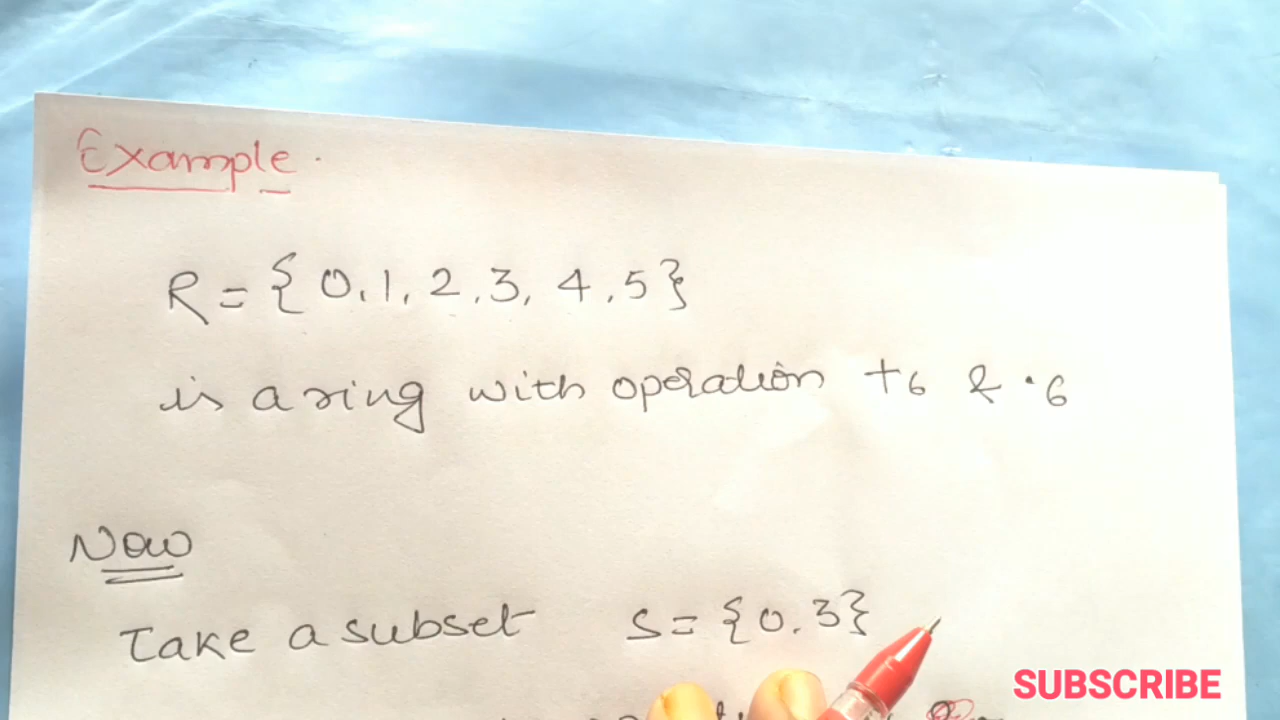 Example.
R = { 0, 1, 2, 3, 4, 5 }
is a ring with operation +6 & ·6
Now
Take a subset S = { 0, 3 }
SUBSCRIBE